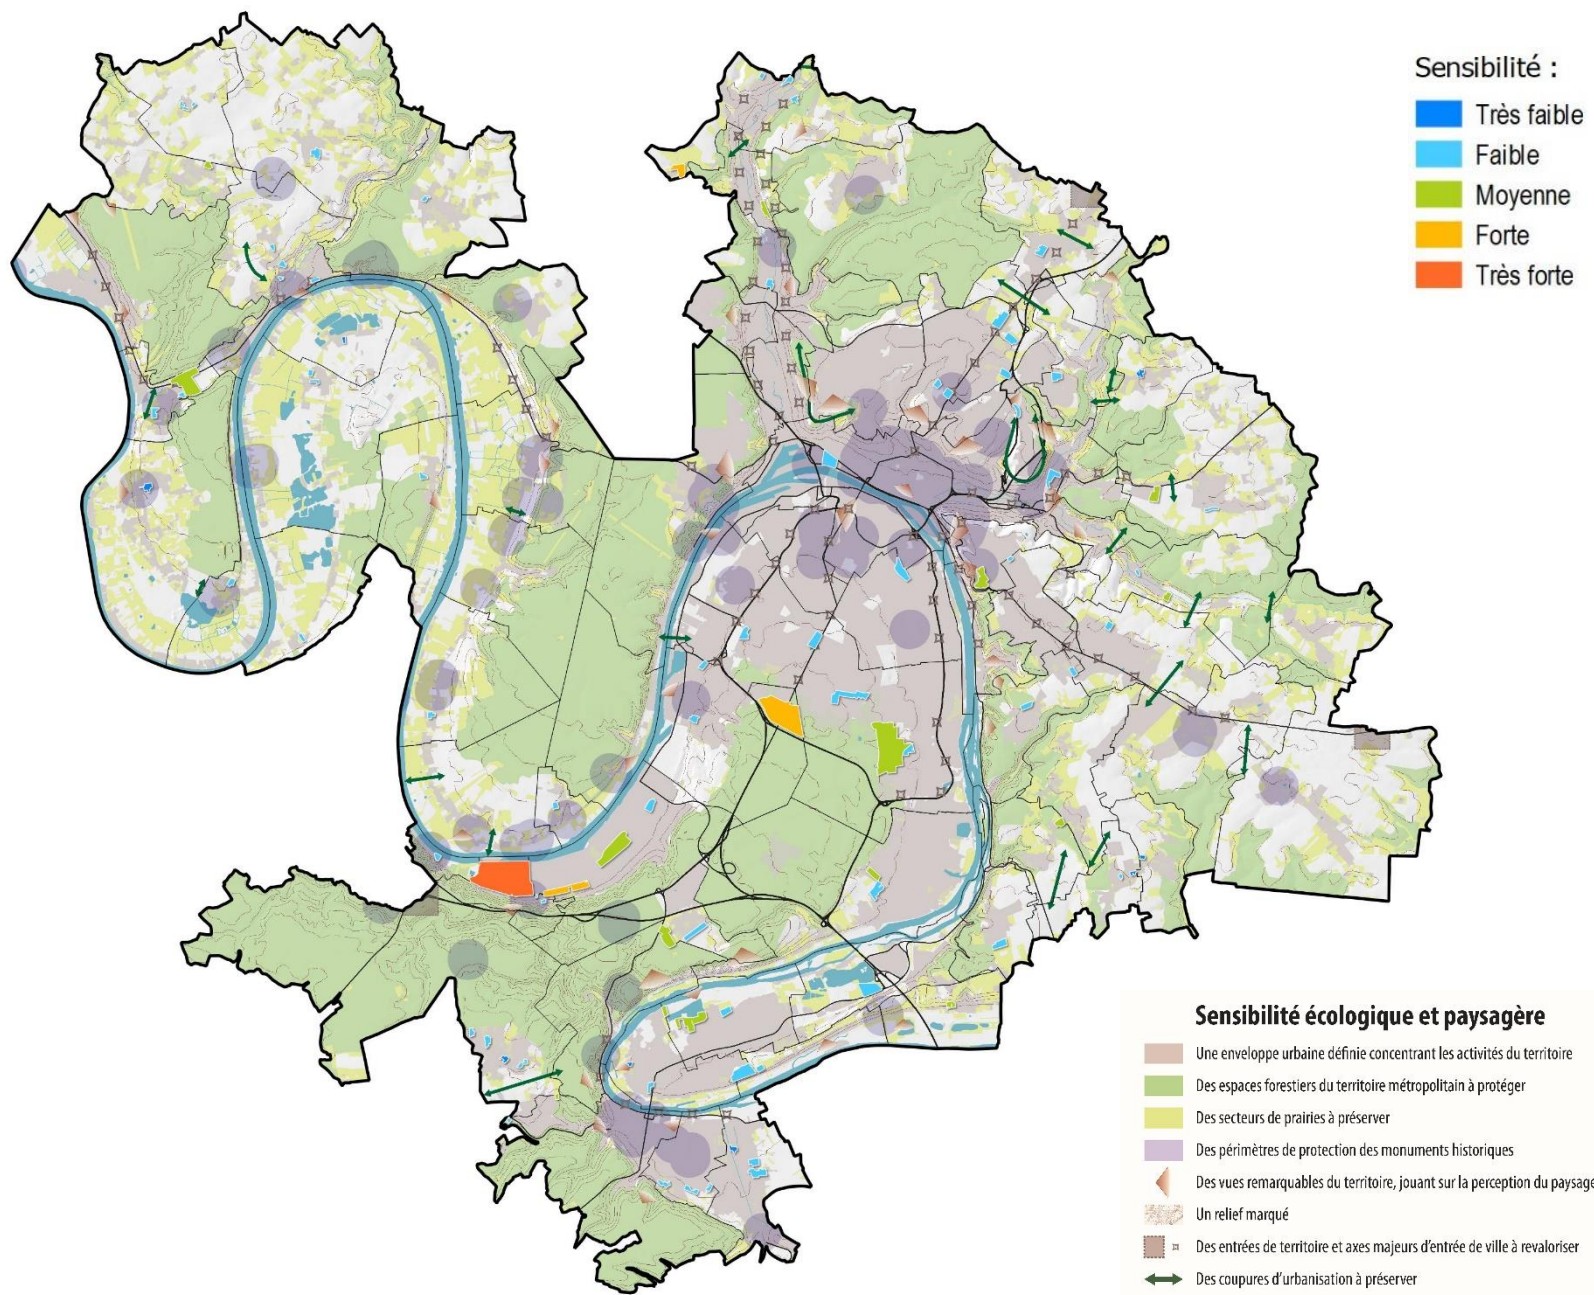 Sensibilité :
Très faible
Faible
Moyenne
Forte
Très forte
Sensibilité écologique et paysagère
Une enveloppe urbaine définie concentrant les activités du territoire
Des espaces forestiers du territoire métropolitain à protéger
Des secteurs de prairies à préserver
Des périmètres de protection des monuments historiques
Des vues remarquables du territoire, jouant sur la perception du paysage
Un relief marqué
Des entrées de territoire et axes majeurs d'entrée de ville à revaloriser
Des coupures d'urbanisation à préserver